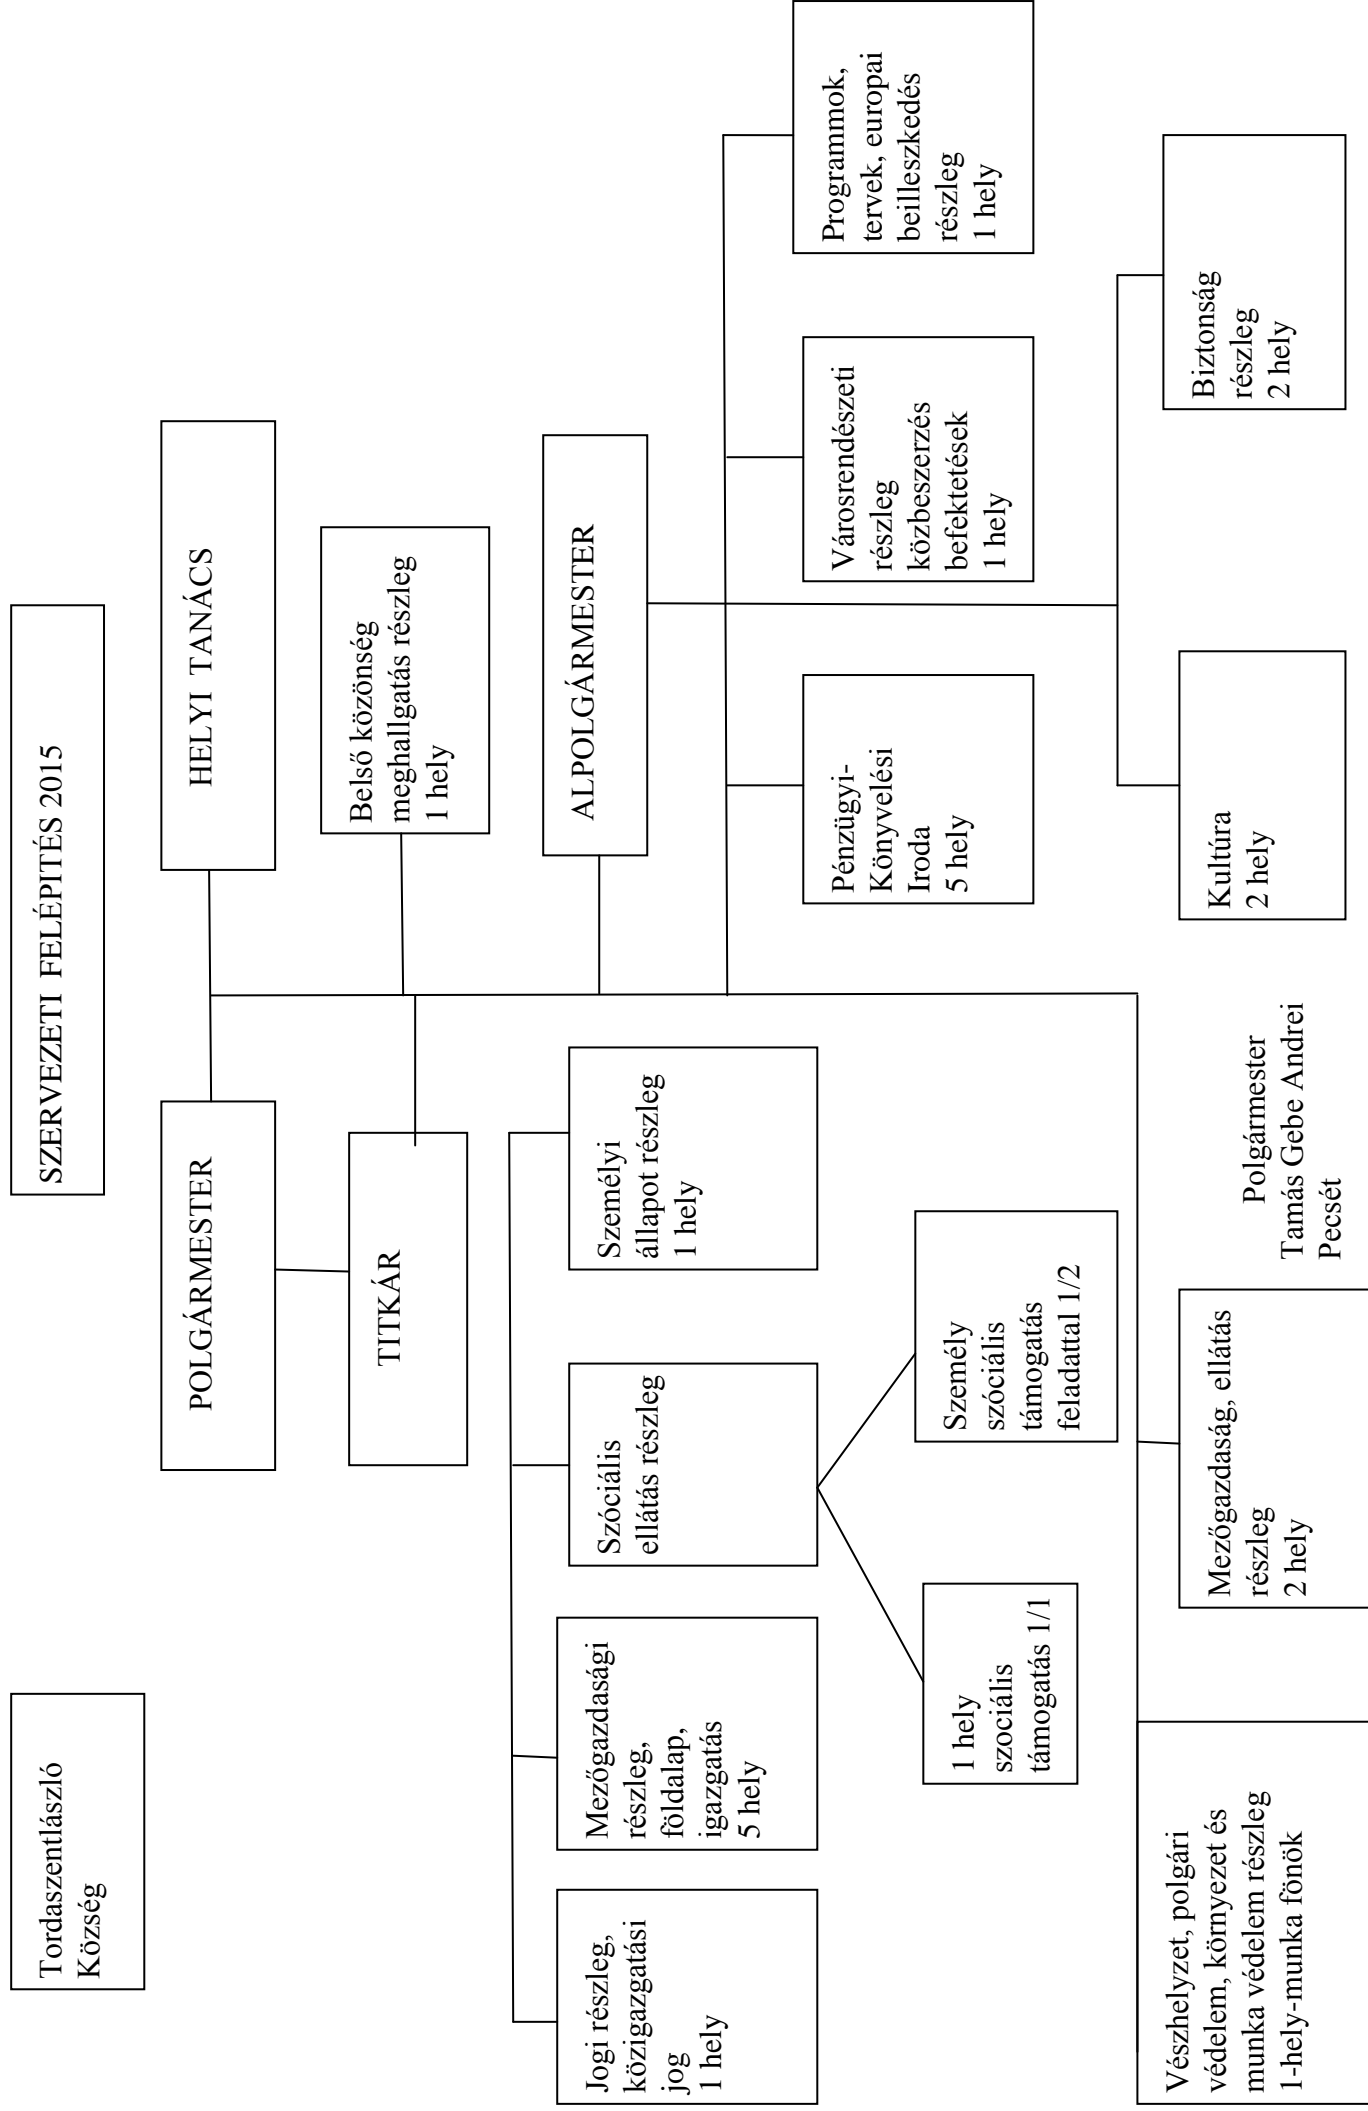 Tordaszentlászló
Község
SZERVEZETI FELÉPITÉS 2015
POLGÁRMESTER
HELYI TANÁCS
TITKÁR
Belső közönség
meghallgatás részleg
1 hely
ALPOLGÁRMESTER
Jogi részleg,
közigazgatási
jog
1 hely
Mezőgazdasági
részleg,
földalap,
igazgatás
5 hely
Szóciális
ellátás részleg
Személyi
állapot részleg
1 hely
Pénzügyi-
Könyvelési
Iroda
5 hely
Városrendészeti
részleg
közbeszerzés
befektetések
1 hely
Programmok,
tervek, europai
beilleszkedés
részleg
1 hely
1 hely
szociális
támogatás 1/1
Személy
szóciális
támogatás
feladattal 1/2
Vészhelyzet, polgári
védelem, környezet és
munka védelem részleg
1-hely-munka fönök
Mezőgazdaság, ellátás
részleg
2 hely
Kultúra
2 hely
Biztonság
részleg
2 hely
Polgármester
Tamás Gebe Andrei
Pecsét